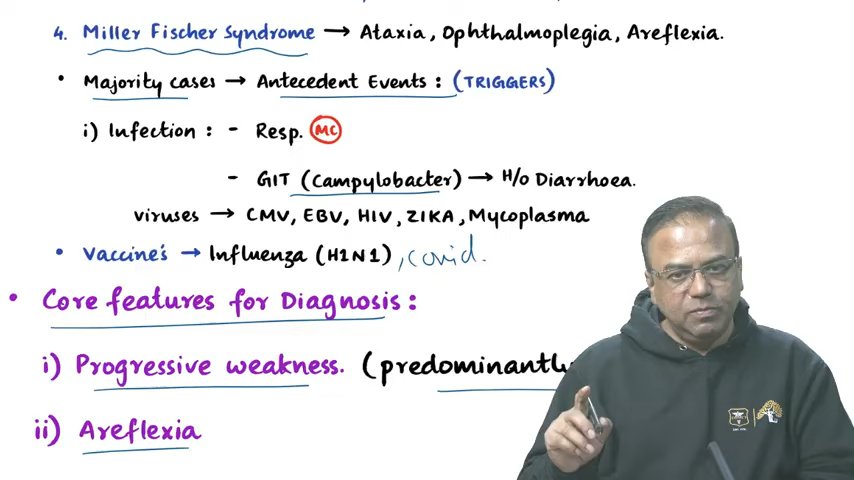 4. Miller Fischer Syndrome → Ataxia, Ophthalmoplegia, Areflexia.
• Majority cases → Antecedent Events : (TRIGGERS)
i) Infection : - Resp. MC
- GIT (Campylobacter) → H/o Diarrhoea.
viruses → CMV, EBV, HIV, ZIKA, Mycoplasma
• Vaccine's → Influenza (H1N1), covid.
• Core features for Diagnosis:
i) Progressive weakness. (predominantly
ii) Areflexia